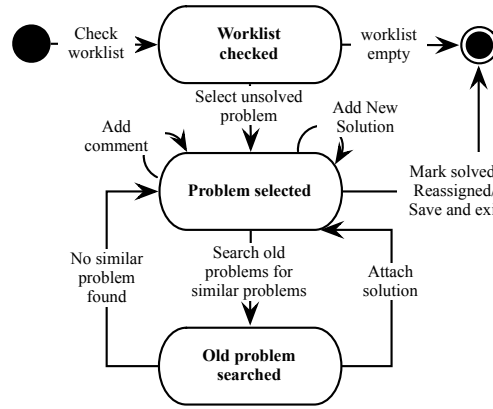 Check
worklist
Worklist
checked
worklist
empty
Select unsolved
problem
Add
comment
Add New
Solution
Problem selected
Mark solved/
Reassigned/
Save and exi
No similar
problem
found
Search old
problems for
similar problems
Attach
solution
Old problem
searched